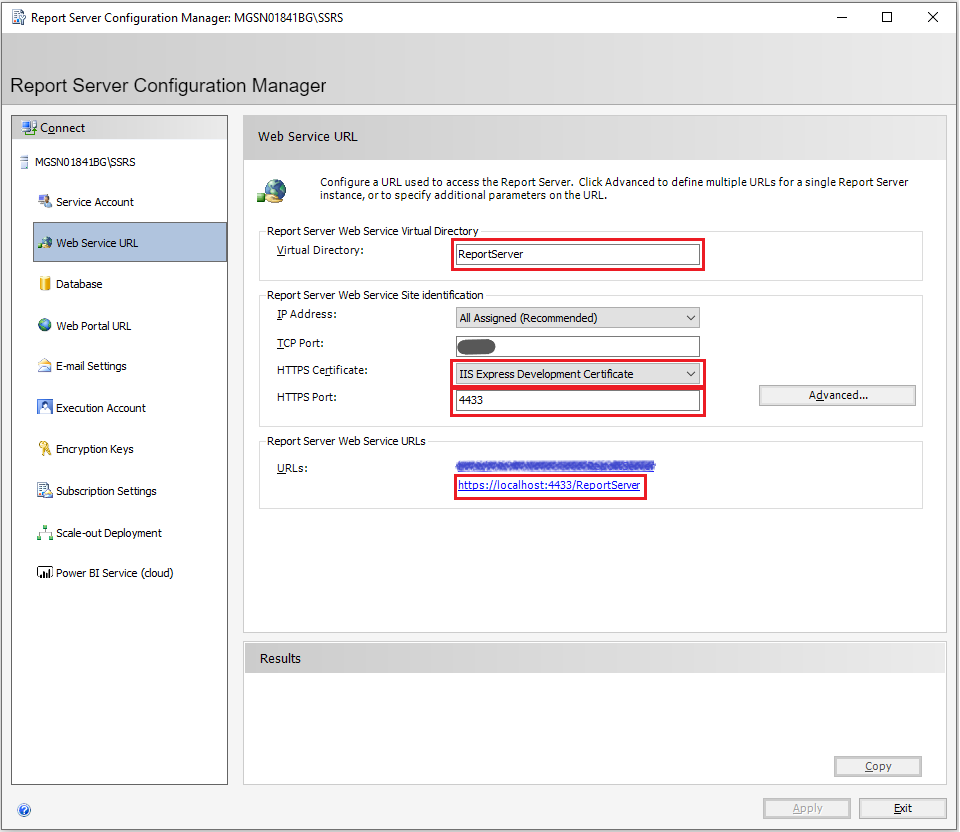 Report Server Configuration Manager: MGSN01841BG\SSRS
Report Server Configuration Manager
Connect
MGSN01841BG\SSRS
Service Account
Web Service URL
Database
Web Portal URL
E-mail Settings
Execution Account
Encryption Keys
Subscription Settings
Scale-out Deployment
Power BI Service (cloud)
Web Service URL
Configure a URL used to access the Report Server. Click Advanced to define multiple URLs for a single Report Server
instance, or to specify additional parameters on the URL.
Report Server Web Service Virtual Directory
Virtual Directory: ReportServer
Report Server Web Service Site identification
IP Address: All Assigned (Recommended)
TCP Port:
HTTPS Certificate: IIS Express Development Certificate
HTTPS Port: 4433
Advanced...
Report Server Web Service URLs
URLs:
https://localhost:4433/ReportServer
Results
Copy
Apply Exit